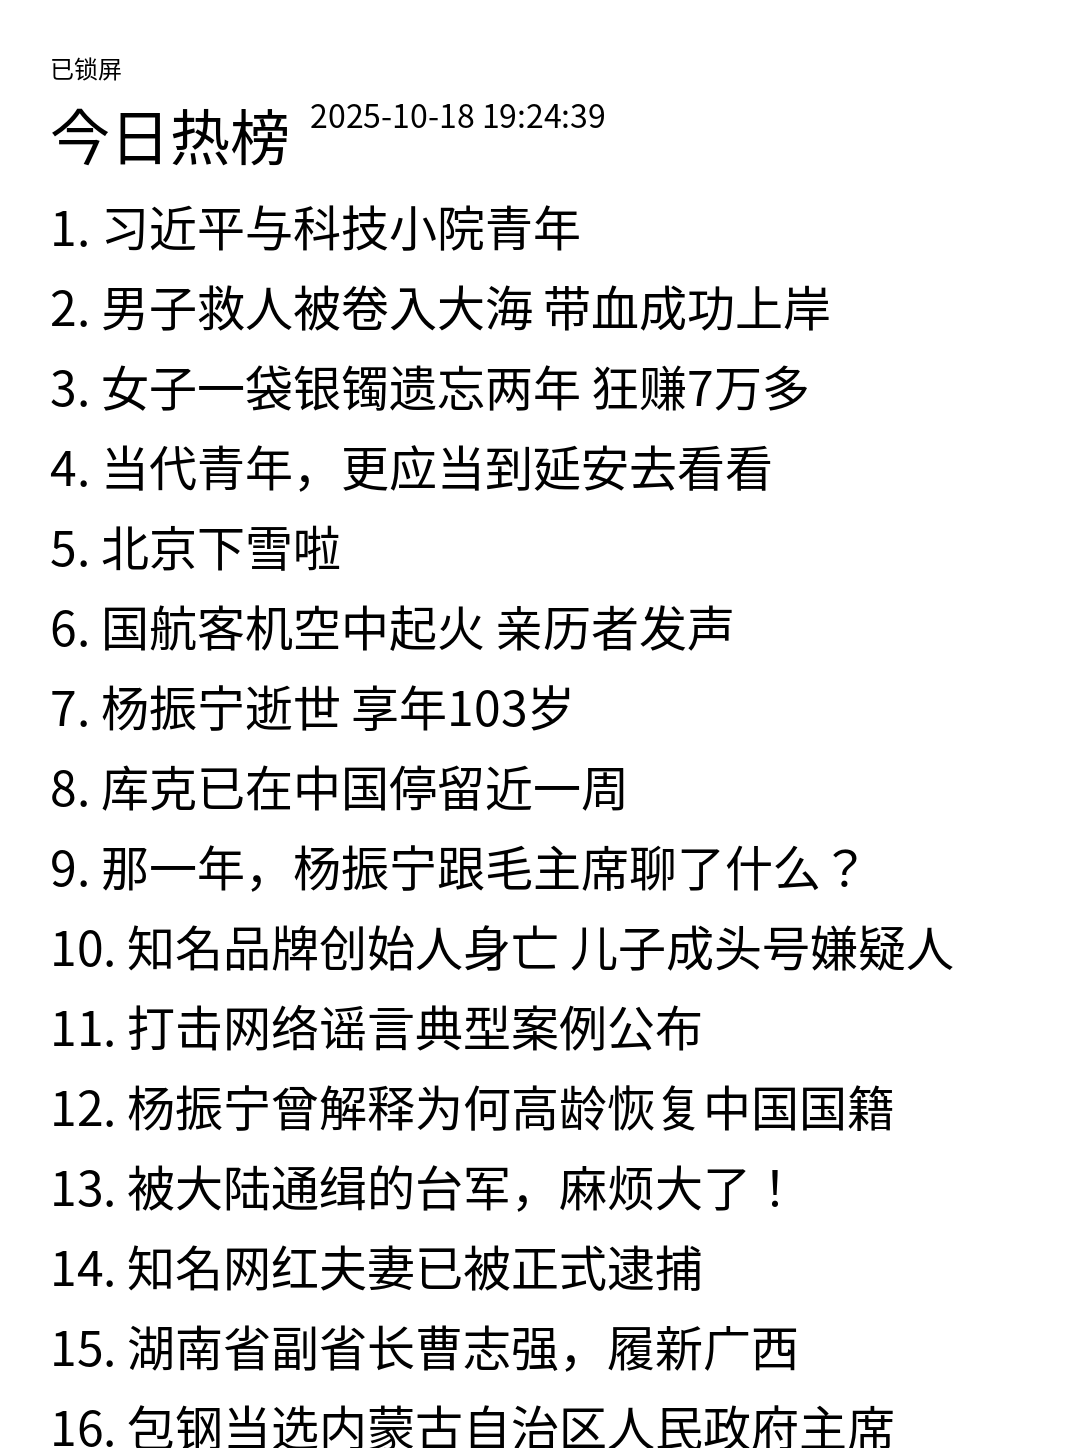 已锁屏
今日热榜 2025-10-18 19:24:39
1. 习近平与科技小院青年
2. 男子救人被卷入大海 带血成功上岸
3. 女子一袋银镯遗忘两年 狂赚7万多
4. 当代青年，更应当到延安去看看
5. 北京下雪啦
6. 国航客机空中起火 亲历者发声
7. 杨振宁逝世 享年103岁
8. 库克已在中国停留近一周
9. 那一年，杨振宁跟毛主席聊了什么？
10. 知名品牌创始人身亡 儿子成头号嫌疑人
11. 打击网络谣言典型案例公布
12. 杨振宁曾解释为何高龄恢复中国国籍
13. 被大陆通缉的台军，麻烦大了！
14. 知名网红夫妻已被正式逮捕
15. 湖南省副省长曹志强，履新广西
16. 包钢当选内蒙古自治区人民政府主席